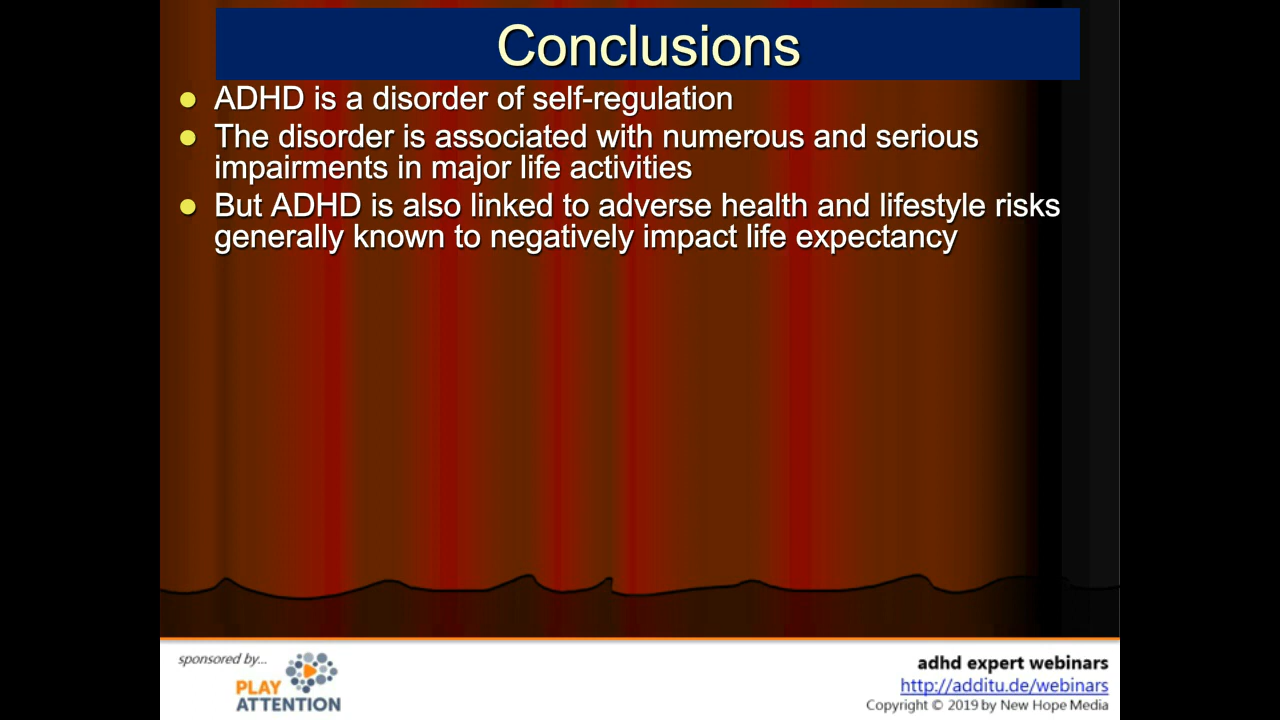 Conclusions
ADHD is a disorder of self-regulation
The disorder is associated with numerous and serious
impairments in major life activities
But ADHD is also linked to adverse health and lifestyle risks
generally known to negatively impact life expectancy
sponsored by...
PLAY
ATTENTION
adhd expert webinars
http://additu.de/webinars
Copyright © 2019 by New Hope Media